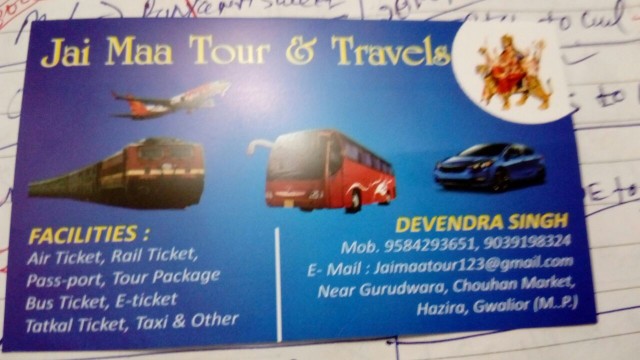 Jai Maa Tour & Travels
FACILITIES :
Air Ticket, Rail Ticket,
Pass-port, Tour Package
Bus Ticket, E-ticket
Tatkal Ticket, Taxi & Other
DEVENDRA SINGH
Mob. 9584293651, 9039198324
E- Mail : Jaimaatour123@gmail.com
Near Gurudwara, Chouhan Market,
Hazira, Gwalior (M..P.)